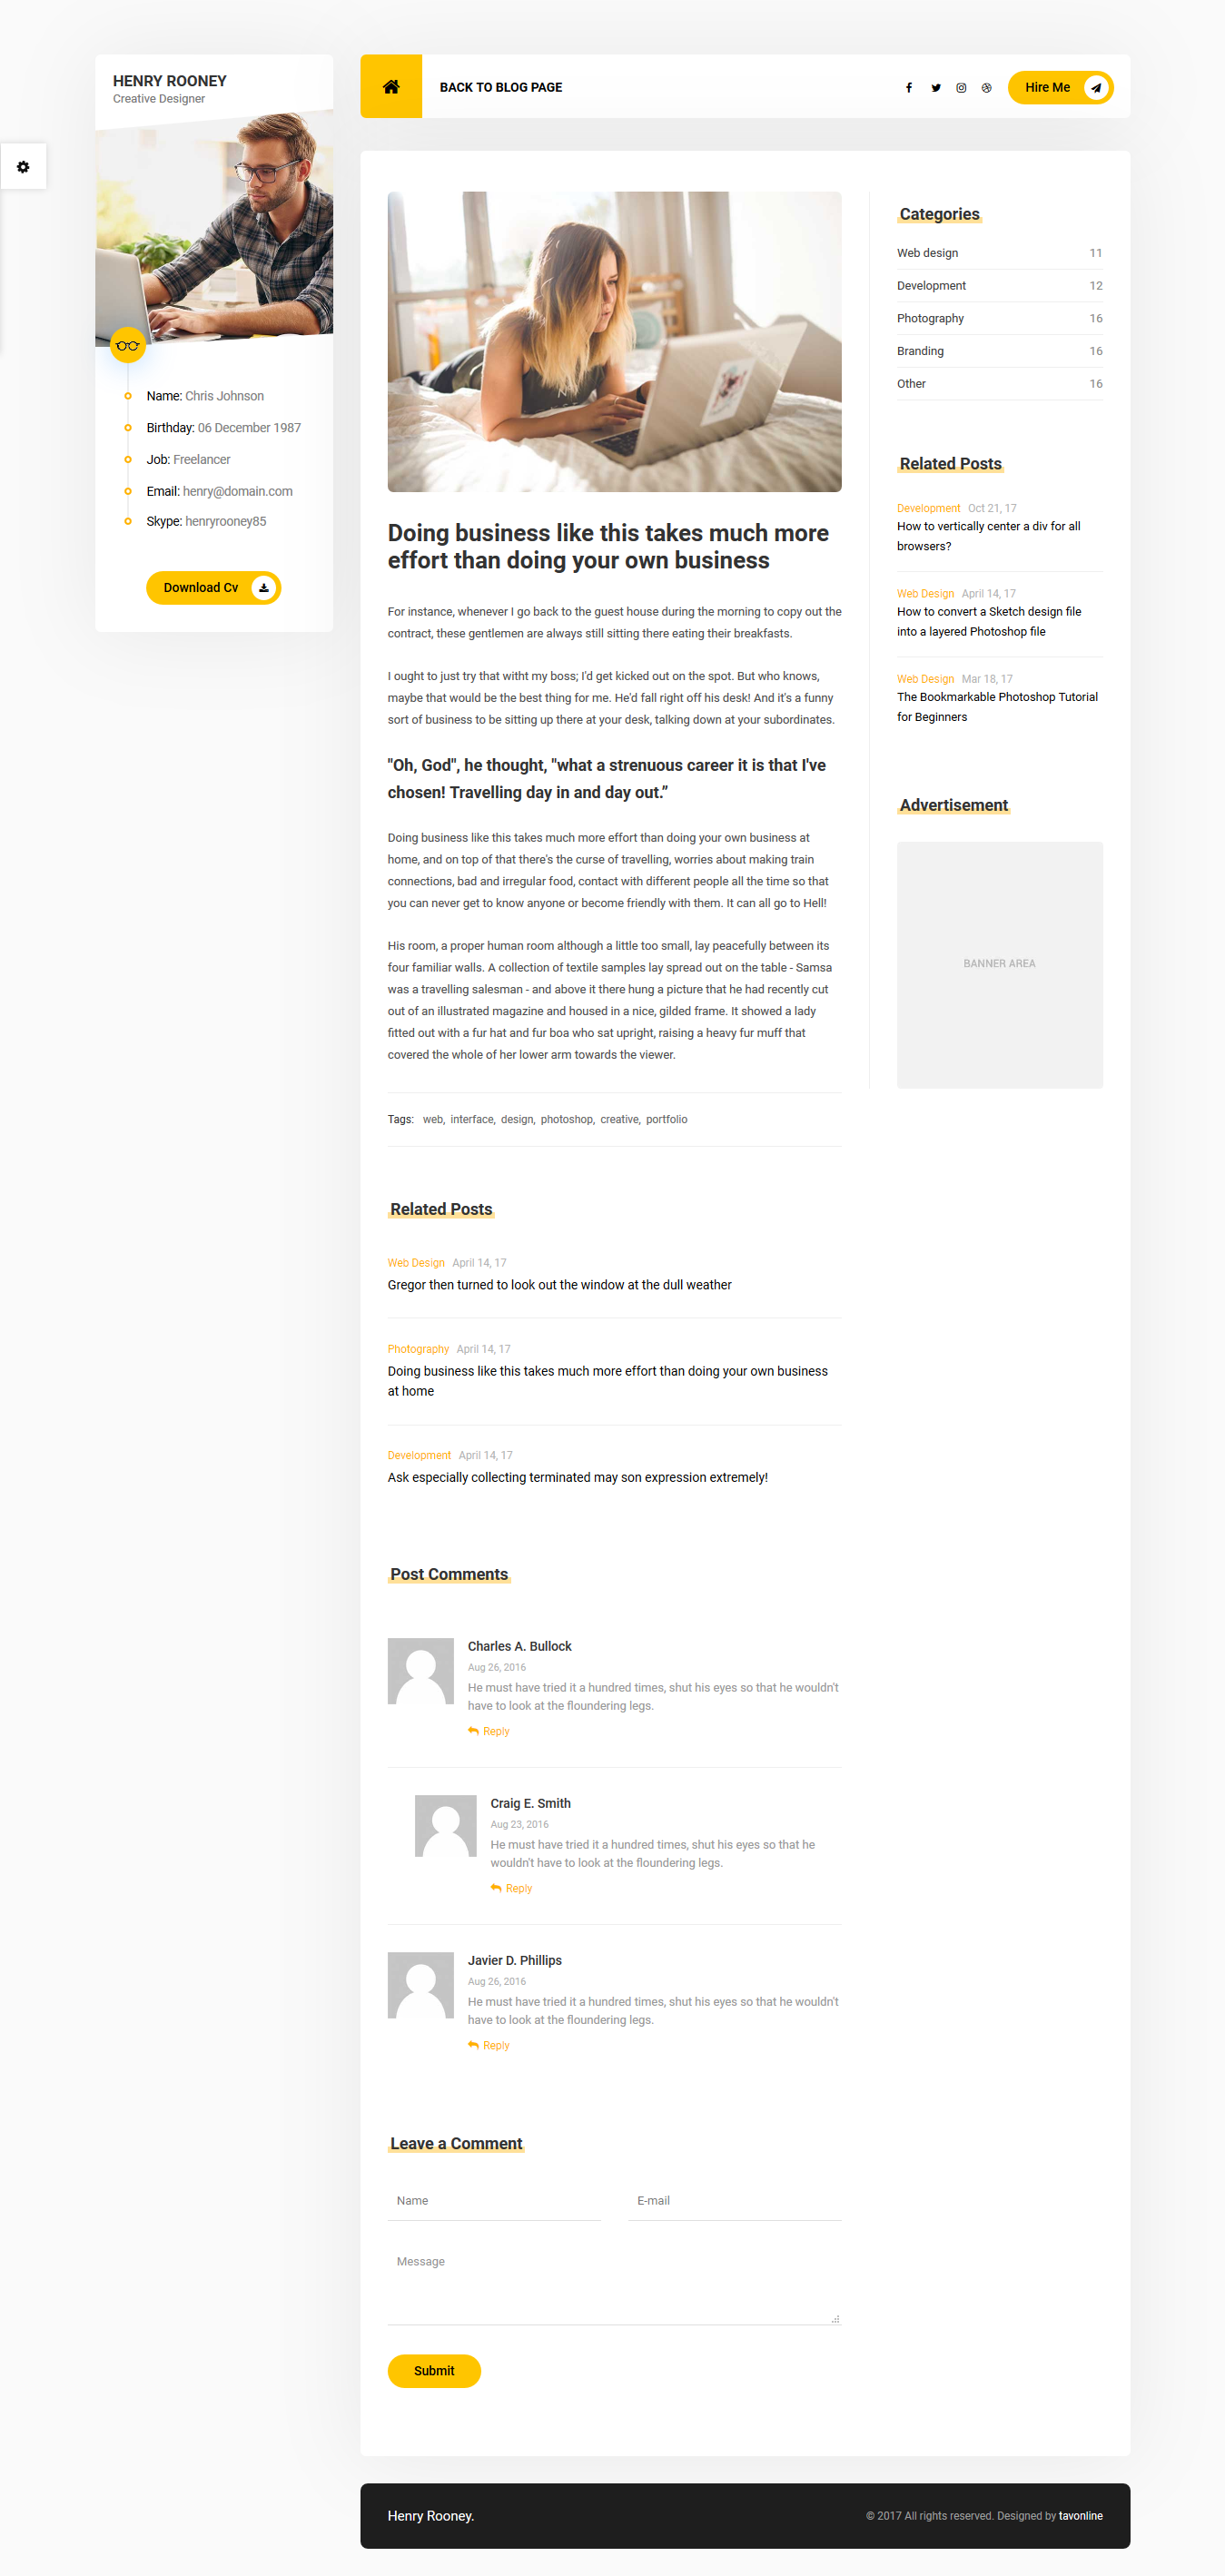 HENRY ROONEY
Creative Designer
Name: Chris Johnson
Birthday: 06 December 1987
Job: Freelancer
Email: henry@domain.com
Skype: henryrooney85
Download Cv
BACK TO BLOG PAGE
Hire Me
Doing business like this takes much more
effort than doing your own business
For instance, whenever I go back to the guest house during the morning to copy out the
contract, these gentlemen are always still sitting there eating their breakfasts.
I ought to just try that witht my boss; I'd get kicked out on the spot. But who knows,
maybe that would be the best thing for me. He'd fall right off his desk! And it's a funny
sort of business to be sitting up there at your desk, talking down at your subordinates.
"Oh, God", he thought, "what a strenuous career it is that I've
chosen! Travelling day in and day out.”
Doing business like this takes much more effort than doing your own business at
home, and on top of that there's the curse of travelling, worries about making train
connections, bad and irregular food, contact with different people all the time so that
you can never get to know anyone or become friendly with them. It can all go to Hell!
His room, a proper human room although a little too small, lay peacefully between its
four familiar walls. A collection of textile samples lay spread out on the table - Samsa
was a travelling salesman - and above it there hung a picture that he had recently cut
out of an illustrated magazine and housed in a nice, gilded frame. It showed a lady
fitted out with a fur hat and fur boa who sat upright, raising a heavy fur muff that
covered the whole of her lower arm towards the viewer.
Tags: web, interface, design, photoshop, creative, portfolio
Related Posts
Web Design April 14, 17
Gregor then turned to look out the window at the dull weather
Photography April 14, 17
Doing business like this takes much more effort than doing your own business
at home
Development April 14, 17
Ask especially collecting terminated may son expression extremely!
Post Comments
Charles A. Bullock
Aug 26, 2016
He must have tried it a hundred times, shut his eyes so that he wouldn't
have to look at the floundering legs.
Reply
Craig E. Smith
Aug 23, 2016
He must have tried it a hundred times, shut his eyes so that he
wouldn't have to look at the floundering legs.
Reply
Javier D. Phillips
Aug 26, 2016
He must have tried it a hundred times, shut his eyes so that he wouldn't
have to look at the floundering legs.
Reply
Leave a Comment
Name
E-mail
Message
Submit
Categories
Web design 11
Development 12
Photography 16
Branding 16
Other 16
Related Posts
Development Oct 21, 17
How to vertically center a div for all
browsers?
Web Design April 14, 17
How to convert a Sketch design file
into a layered Photoshop file
Web Design Mar 18, 17
The Bookmarkable Photoshop Tutorial
for Beginners
Advertisement
BANNER AREA
Henry Rooney.
© 2017 All rights reserved. Designed by tavonline